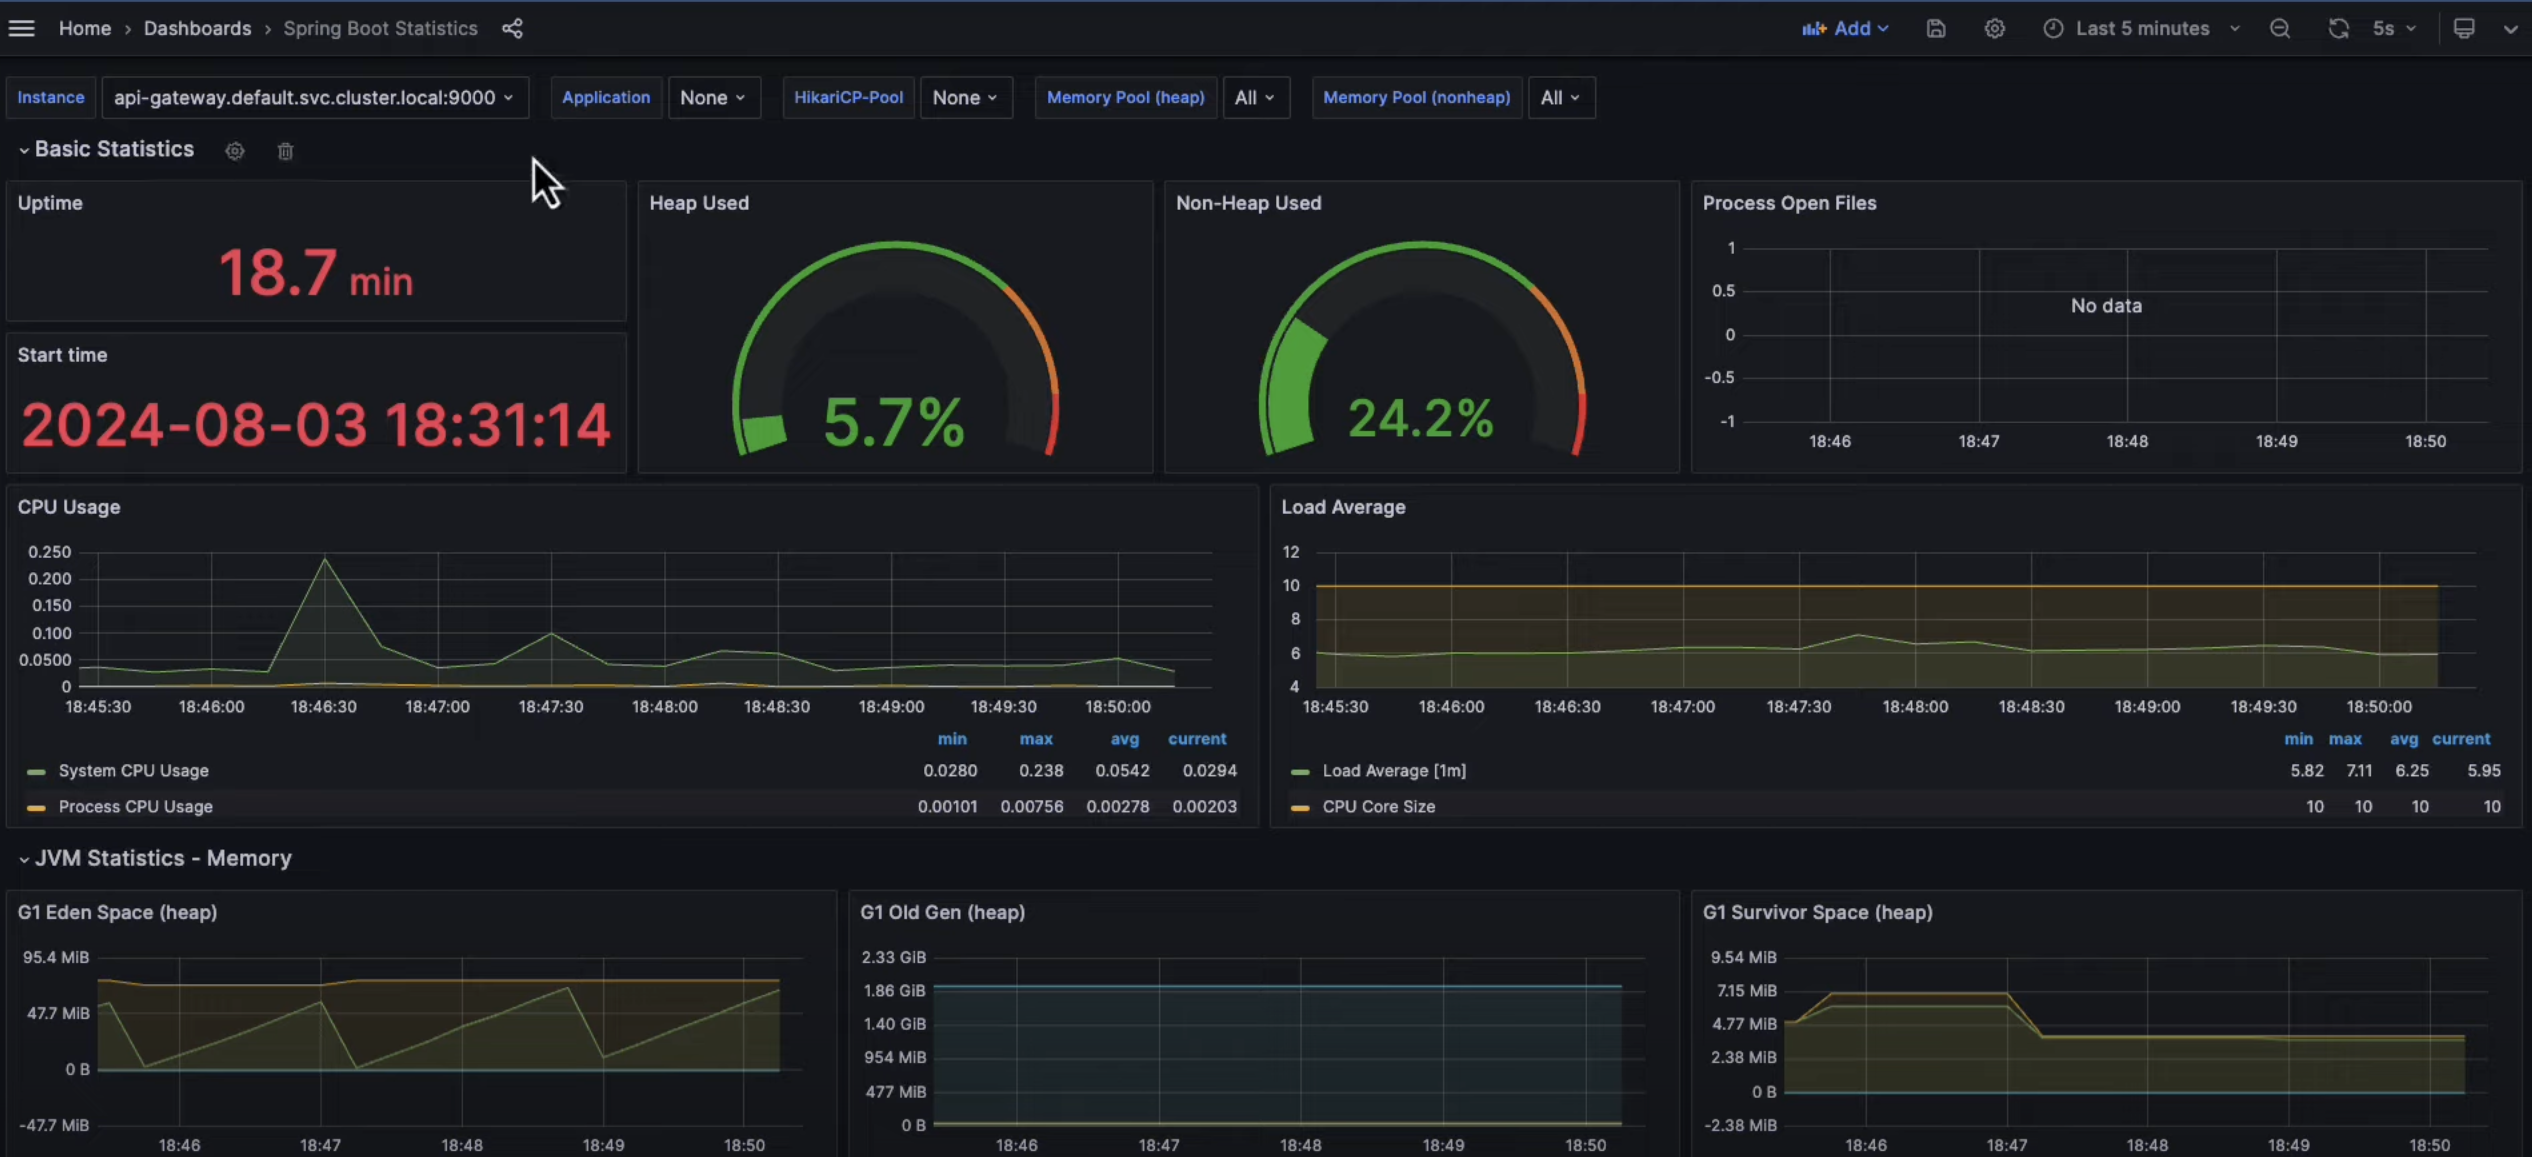 Home › Dashboards › Spring Boot Statistics
Add
Last 5 minutes
5s
Instance api-gateway.default.svc.cluster.local:9000 Application None HikariCP-Pool None Memory Pool (heap) All Memory Pool (nonheap) All
Basic Statistics
Uptime
18.7 min
Start time
2024-08-03 18:31:14
Heap Used
5.7%
Non-Heap Used
24.2%
Process Open Files
1
0.5
0
-0.5
-1
No data
18:46 18:47 18:48 18:49 18:50
CPU Usage
0.250
0.200
0.150
0.100
0.0500
0
18:45:30 18:46:00 18:46:30 18:47:00 18:47:30 18:48:00 18:48:30 18:49:00 18:49:30 18:50:00
min max avg current
System CPU Usage 0.0280 0.238 0.0542 0.0294
Process CPU Usage 0.00101 0.00756 0.00278 0.00203
Load Average
12
10
8
6
4
18:45:30 18:46:00 18:46:30 18:47:00 18:47:30 18:48:00 18:48:30 18:49:00 18:49:30 18:50:00
min max avg current
Load Average [1m] 5.82 7.11 6.25 5.95
CPU Core Size 10 10 10 10
JVM Statistics - Memory
G1 Eden Space (heap)
95.4 MiB
47.7 MiB
0 B
-47.7 MiB
18:46 18:47 18:48 18:49 18:50
G1 Old Gen (heap)
2.33 GiB
1.86 GiB
1.40 GiB
954 MiB
477 MiB
0 B
18:46 18:47 18:48 18:49 18:50
G1 Survivor Space (heap)
9.54 MiB
7.15 MiB
4.77 MiB
2.38 MiB
0 B
-2.38 MiB
18:46 18:47 18:48 18:49 18:50